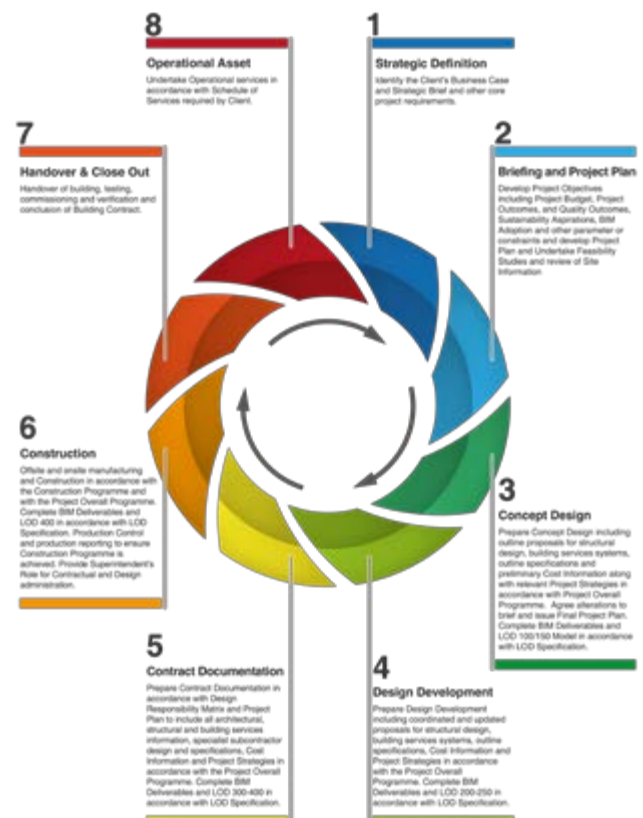 1
Strategic Definition
Identify the Client's Business Case
and Strategic Brief and other core
project requirements.
2
Briefing and Project Plan
Develop Project Objectives
including Project Budget, Project
Outcomes, and Quality Outcomes,
Sustainability Aspirations, BIM
Adoption and other parameter or
constraints and develop Project
Plan and Undertake Feasibility
Studies and review of Site
Information
3
Concept Design
Prepare Concept Design including
outline proposals for structural
design, building services systems,
outline specifications and
preliminary Cost Information along
with relevant Project Strategies in
accordance with Project Overall
Programme. Agree alterations to
brief and issue Final Project Plan.
Complete BIM Deliverables and
LOD 100/150 Model in accordance
with LOD Specification.
4
Design Development
Prepare Design Development
including coordinated and updated
proposals for structural design,
building services systems, outline
specifications, Cost Information and
Project Strategies in accordance
with the Project Overall
Programme. Complete BIM
Deliverables and LOD 200-250 in
accordance with LOD Specification.
5
Contract Documentation
Prepare Contract Documentation in
accordance with Design
Responsibility Matrix and Project
Plan to include all architectural,
structural and building services
information, specialist subcontractor
design and specifications, Cost
Information and Project Strategies in
accordance with the Project Overall
Programme. Complete BIM
Deliverables and LOD 300-400 in
accordance with LOD Specification.
6
Construction
Offsite and onsite manufacturing
and Construction in accordance with
the Construction Programme and
with the Project Overall Programme.
Complete BIM Deliverables and
LOD 400 in accordance with LOD
Specification. Production Control
and production reporting to ensure
Construction Programme is
achieved. Provide Superintendent's
Role for Contractual and Design
administration.
7
Handover & Close Out
Handover of building, testing,
commissioning and verification and
conclusion of Building Contract.
8
Operational Asset
Undertake Operational services in
accordance with Schedule of
Services required by Client.